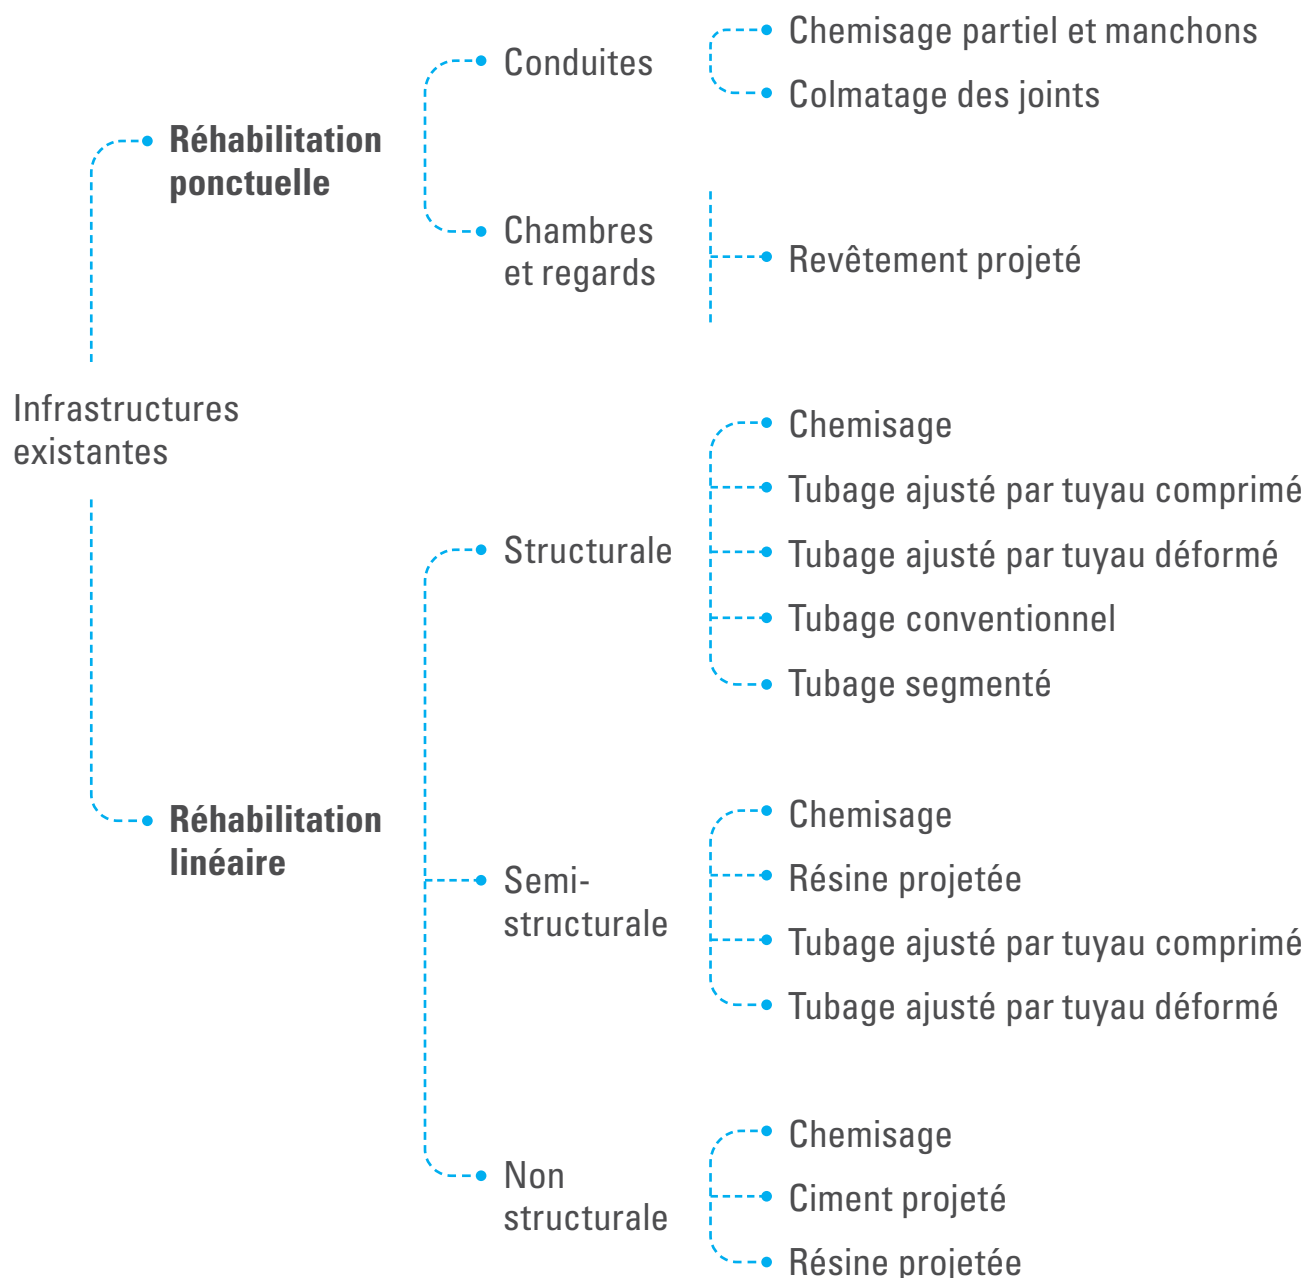 Infrastructures
existantes
Réhabilitation
ponctuelle
Conduites
Chemisage partiel et manchons
Colmatage des joints
Chambres
et regards
Revêtement projeté
Réhabilitation
linéaire
Structurale
Chemisage
Tubage ajusté par tuyau comprimé
Tubage ajusté par tuyau déformé
Tubage conventionnel
Tubage segmenté
Semi-
structurale
Chemisage
Résine projetée
Tubage ajusté par tuyau comprimé
Tubage ajusté par tuyau déformé
Non
structurale
Chemisage
Ciment projeté
Résine projetée